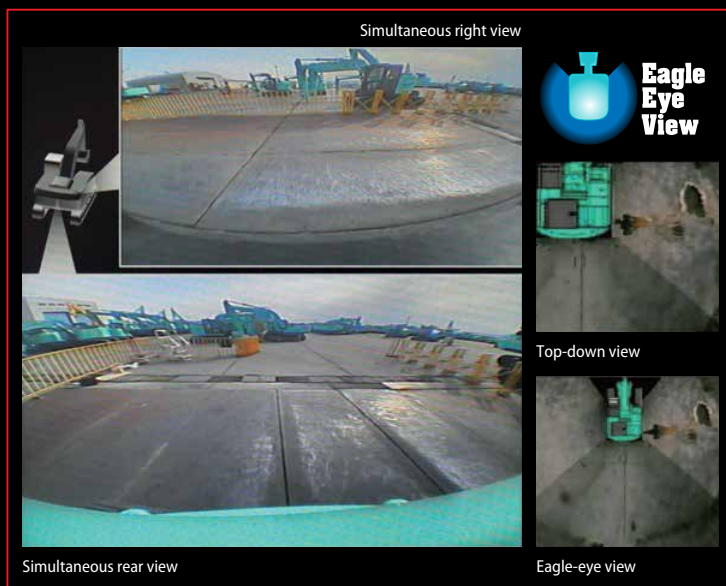 Simultaneous right view
Eagle
Eye
View
Top-down view
Simultaneous rear view
Eagle-eye view